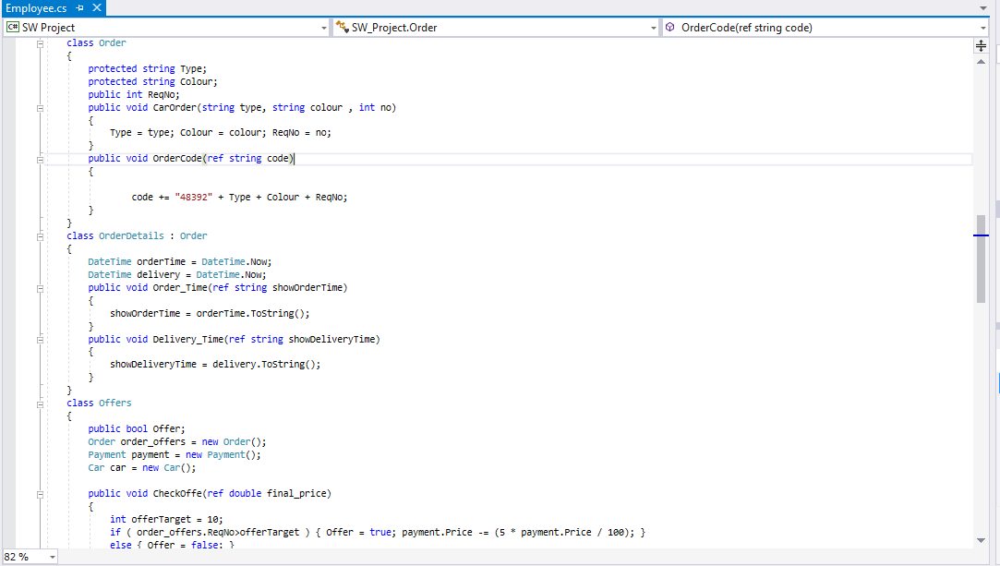 Employee.cs
C# SW Project SW_Project.Order OrderCode(ref string code)
class Order
{
protected string Type;
protected string Colour;
public int ReqNo;
public void CarOrder(string type, string colour , int no)
{
Type = type; Colour = colour; ReqNo = no;
}
public void OrderCode(ref string code)
{
code += "48392" + Type + Colour + ReqNo;
}
}
class OrderDetails : Order
{
DateTime orderTime = DateTime.Now;
DateTime delivery = DateTime.Now;
public void Order_Time(ref string showOrderTime)
{
showOrderTime = orderTime.ToString();
}
public void Delivery_Time(ref string showDeliveryTime)
{
showDeliveryTime = delivery.ToString();
}
}
class Offers
{
public bool Offer;
Order order_offers = new Order();
Payment payment = new Payment();
Car car = new Car();
public void CheckOffe(ref double final_price)
{
int offerTarget = 10;
if ( order_offers.ReqNo>offerTarget ) { Offer = true; payment.Price -= (5 * payment.Price / 100); }
else { Offer = false; }
82 %